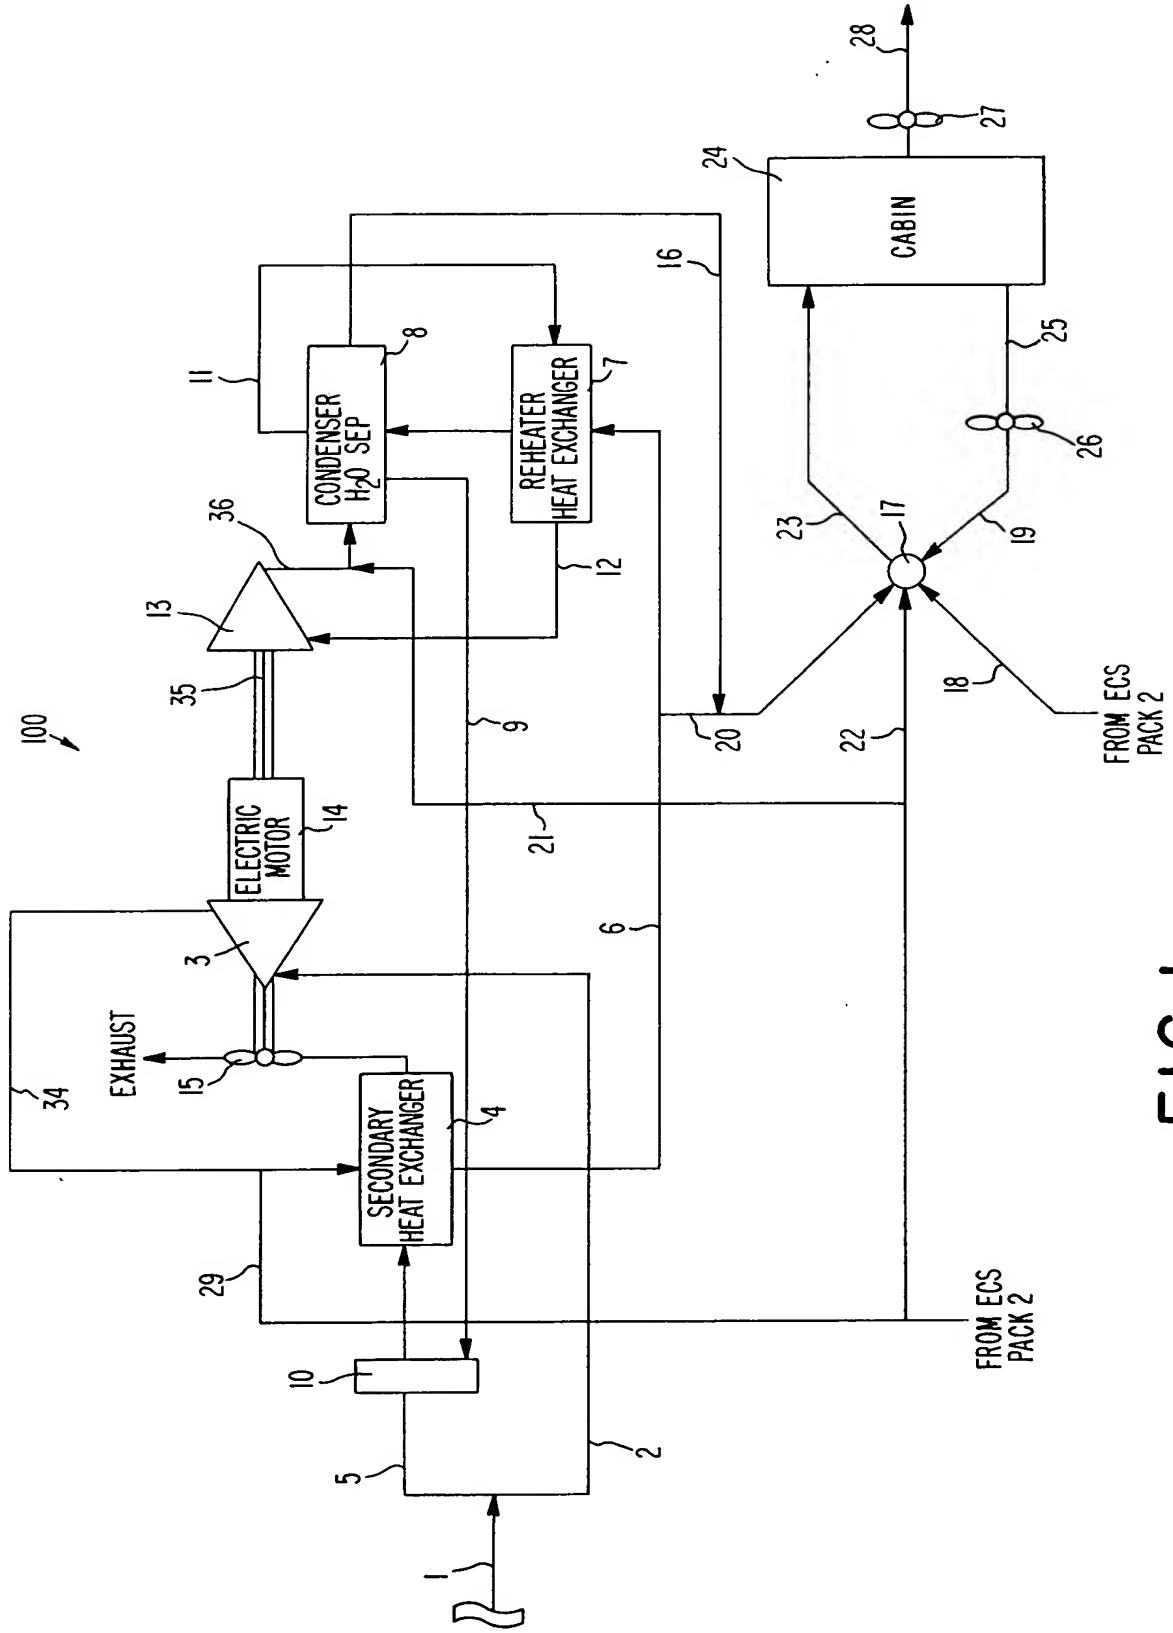 100
34
EXHAUST
15
3
ELECTRIC
MOTOR
14
35
13
36
11
CONDENSER
H2O SEP
8
REHEATER
HEAT EXCHANGER
7
12
9
16
SECONDARY
HEAT EXCHANGER
4
29
10
5
1
2
6
21
20
22
18
FROM ECS
PACK 2
FROM ECS
PACK 2
17
19
23
26
25
CABIN
24
27
28